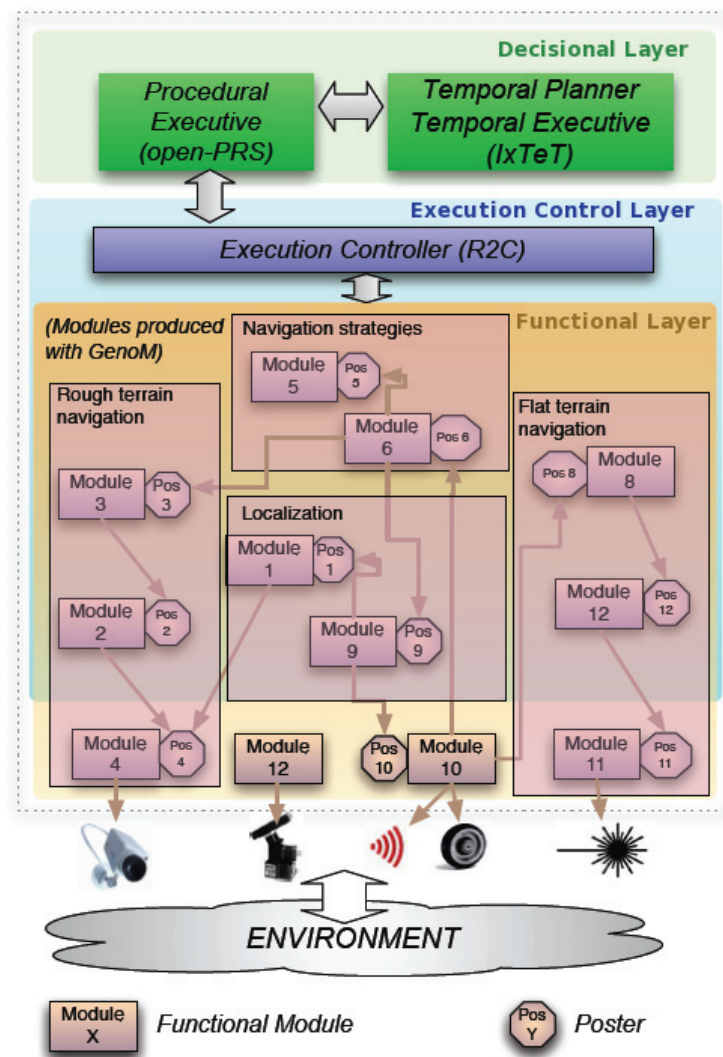 Decisional Layer
Procedural
Executive
(open-PRS)
Temporal Planner
Temporal Executive
(IxTeT)
Execution Control Layer
Execution Controller (R2C)
(Modules produced
with GenoM)
Navigation strategies
Functional Layer
Module
5
Pos
5
Rough terrain
navigation
Flat terrain
navigation
Module
6
Pos 6
Module
3
Pos
3
Pos 8
Module
8
Localization
Module
1
Pos
1
Module
2
Pos
2
Module
12
Pos
12
Module
9
Pos
9
Module
4
Pos
4
Module
12
Pos
10
Module
10
Module
11
Pos
11
ENVIRONMENT
Module
X
Functional Module
Pos
Y
Poster